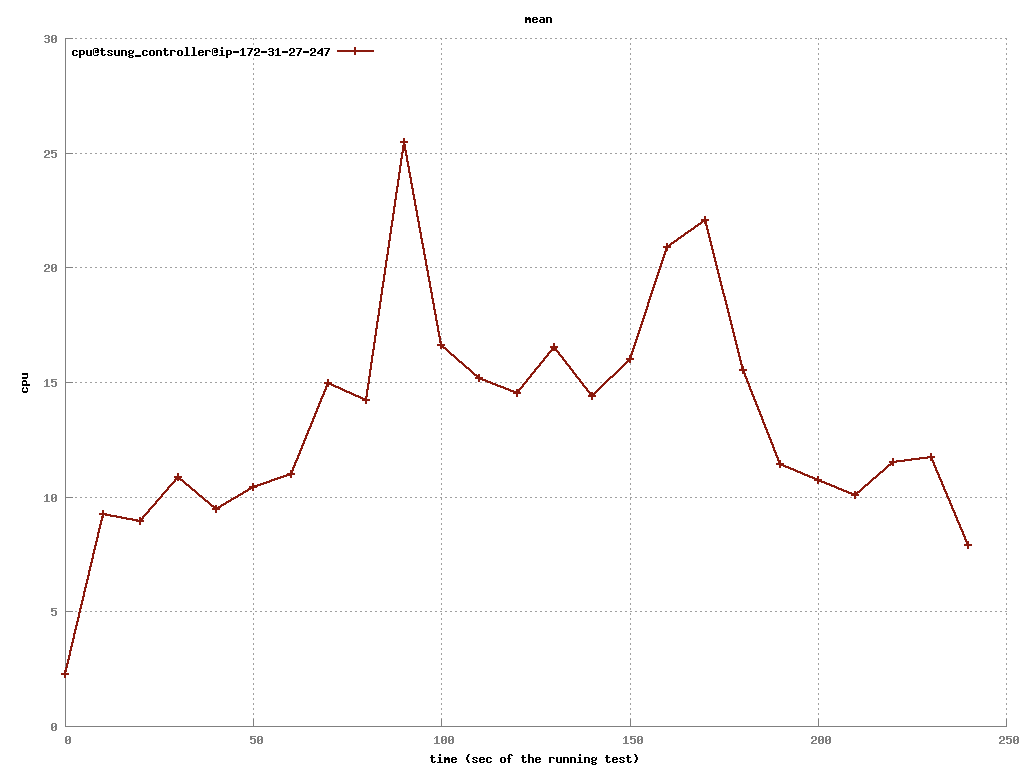 mean
30
cpu@tsung_controller@ip-172-31-27-247
25
20
15
cpu
10
5
0
0 50 100 150 200 250
time (sec of the running test)